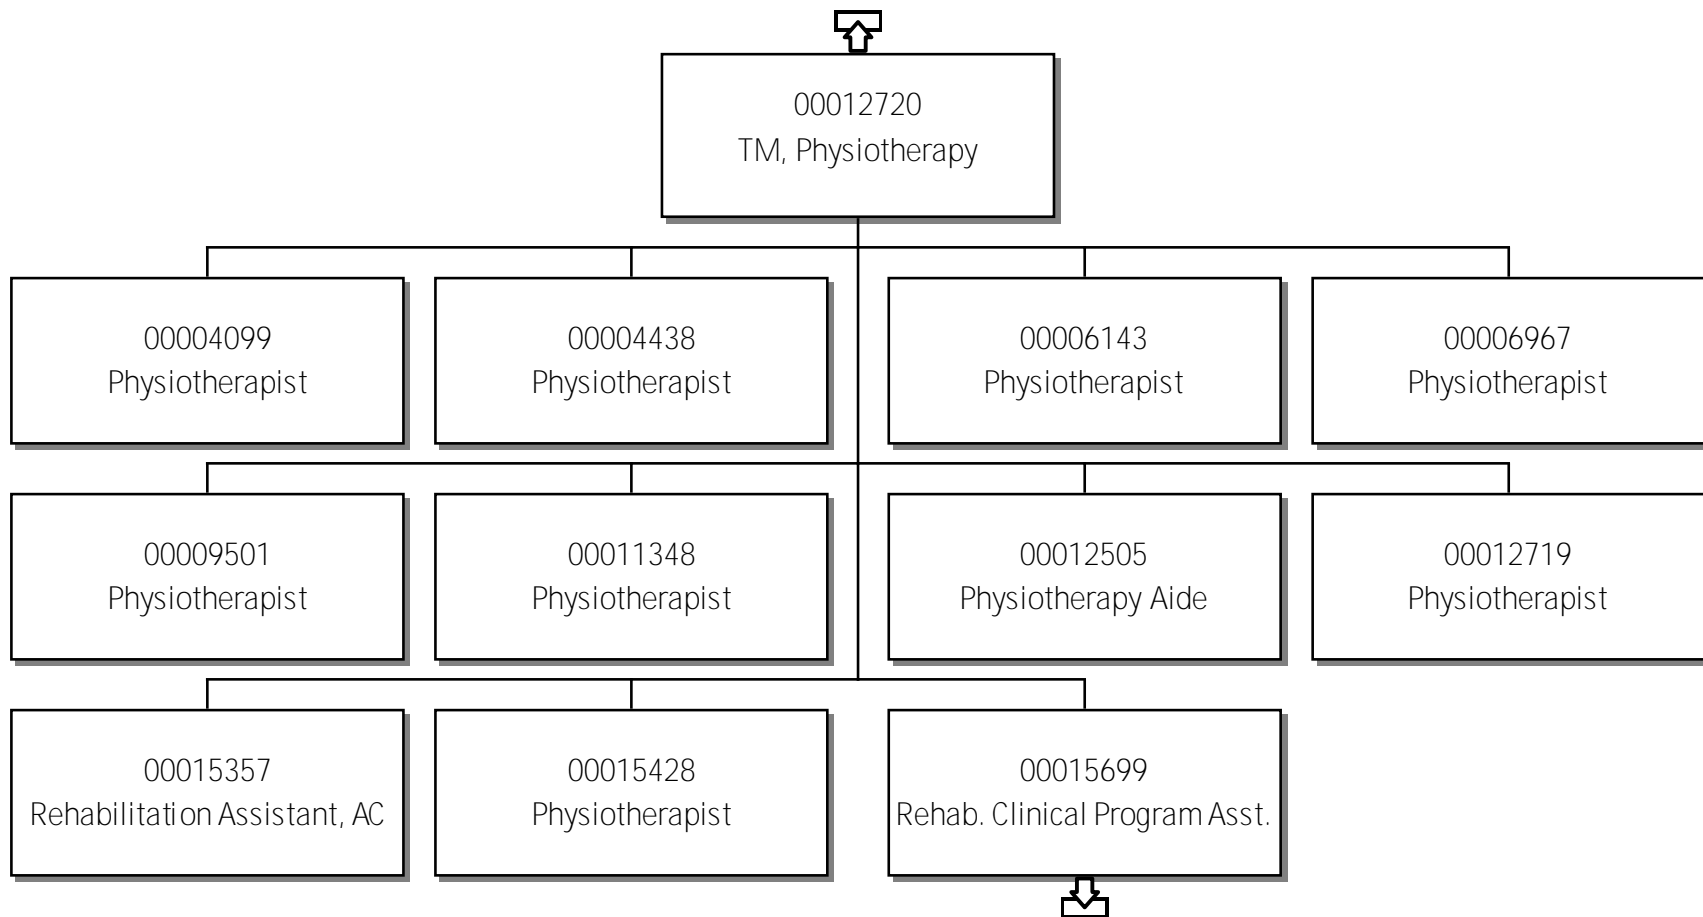 00012720
TM, Physiotherapy
00004099
Physiotherapist
00004438
Physiotherapist
00006143
Physiotherapist
00006967
Physiotherapist
00009501
Physiotherapist
00011348
Physiotherapist
00012505
Physiotherapy Aide
00012719
Physiotherapist
00015357
Rehabilitation Assistant, AC
00015428
Physiotherapist
00015699
Rehab. Clinical Program Asst.